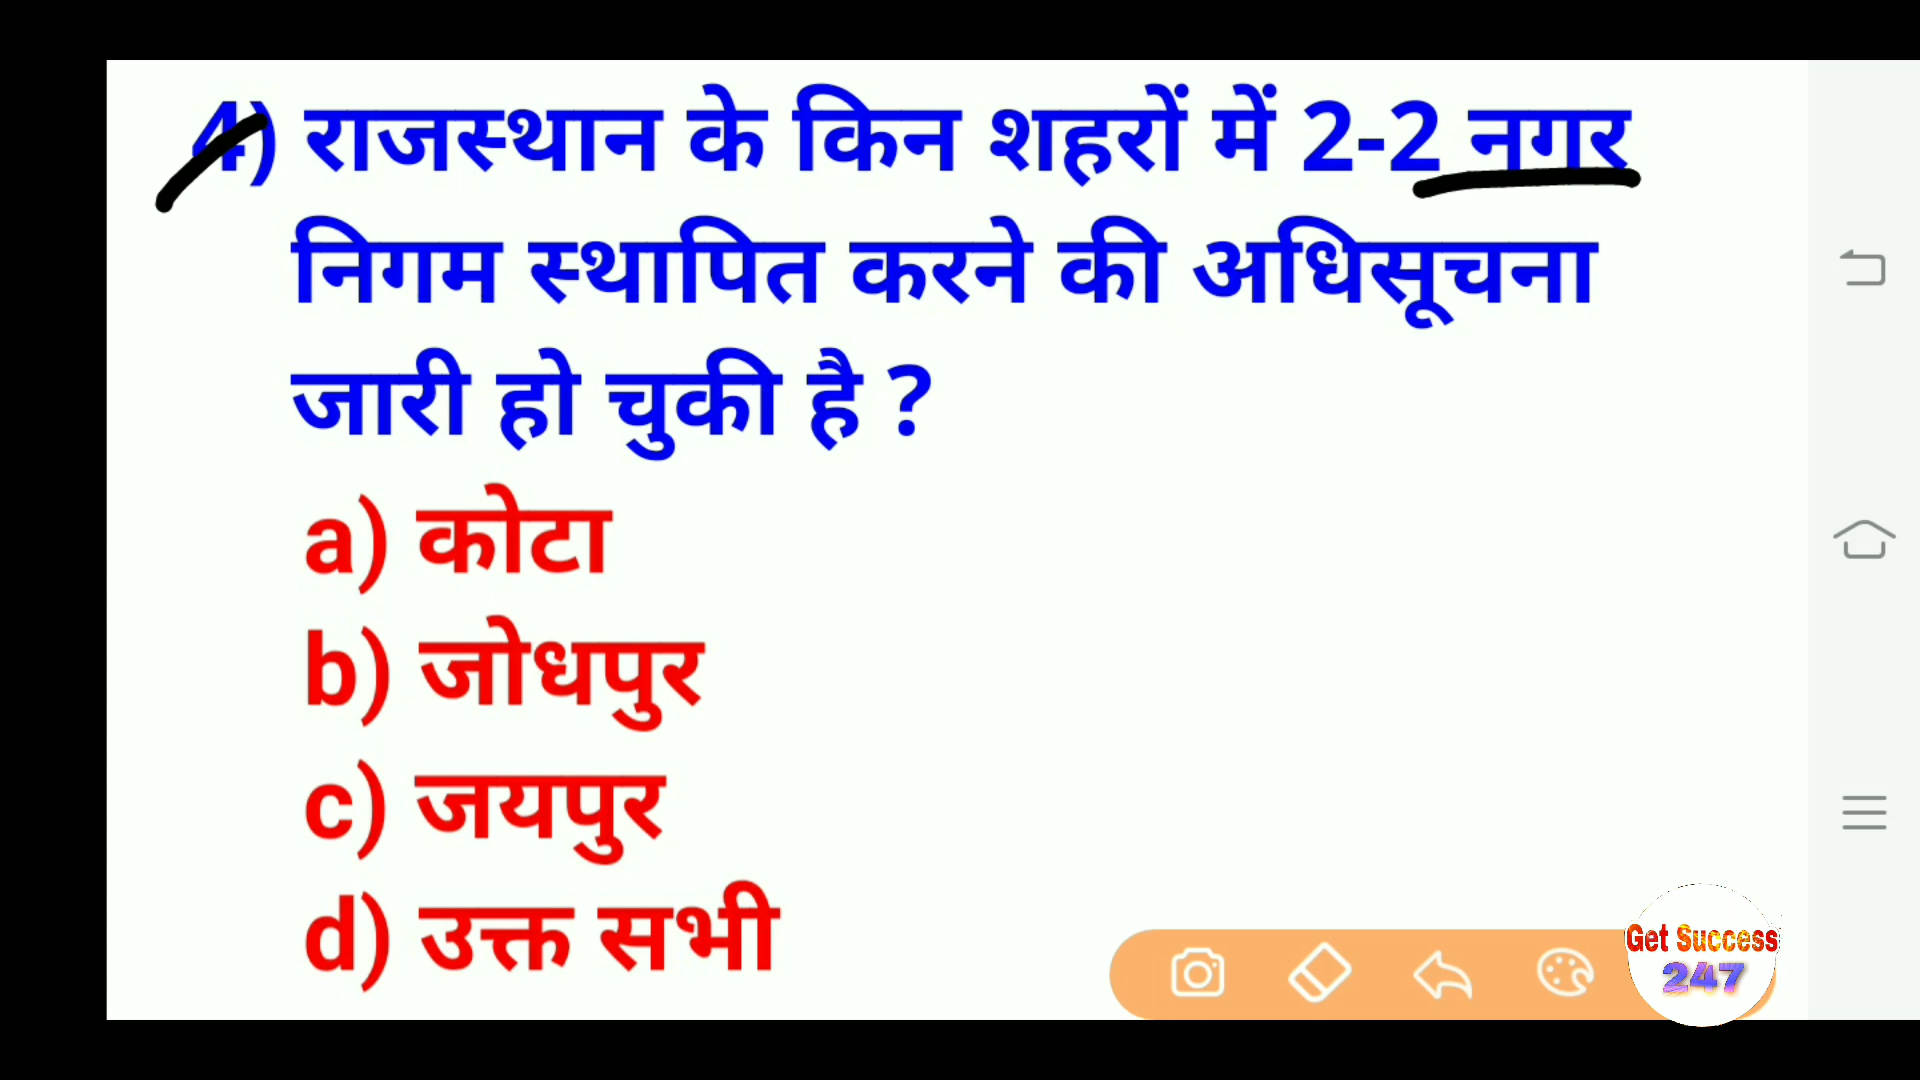 4) राजस्थान के किन शहरों में 2-2 नगर
निगम स्थापित करने की अधिसूचना
जारी हो चुकी है ?
a) कोटा
b) जोधपुर
c) जयपुर
d) उक्त सभी
Get Success
247